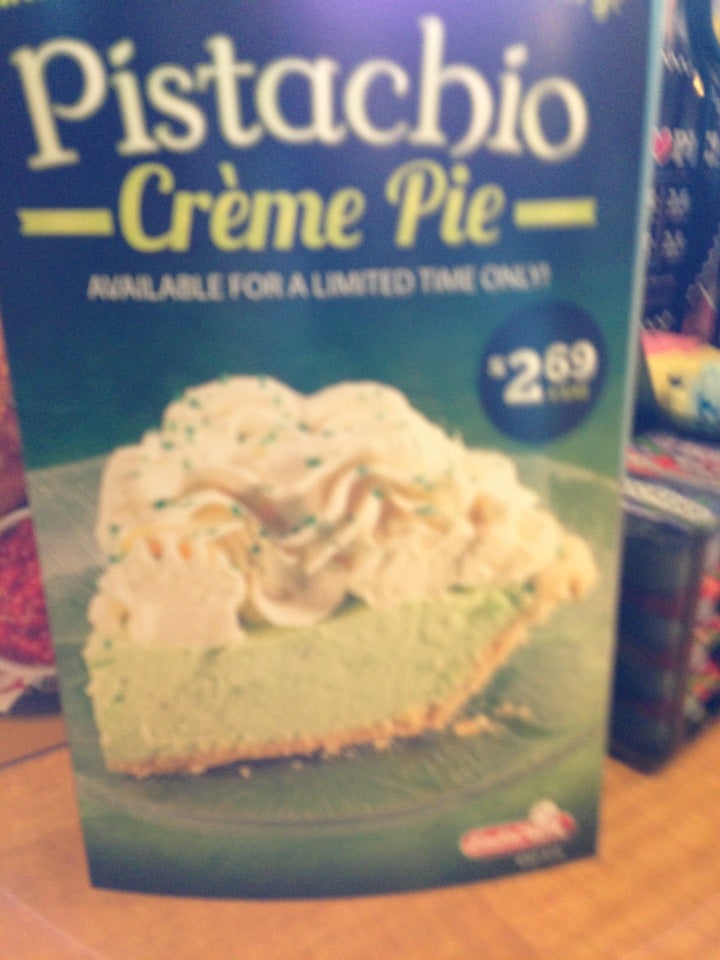 Pistachio
Crème Pie
AVAILABLE FOR A LIMITED TIME ONLY!
$2.69